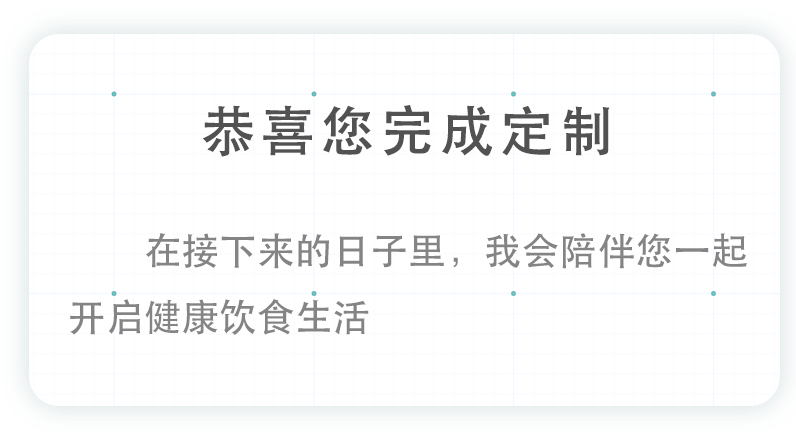 恭喜您完成定制
在接下来的日子里，我会陪伴您一起
开启健康饮食生活